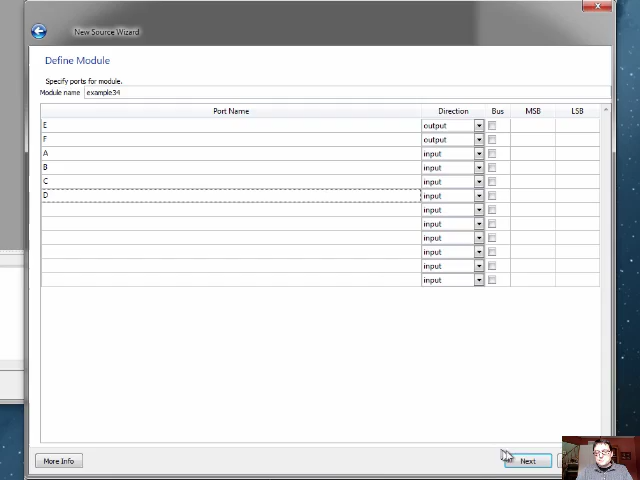 New Source Wizard
Define Module
Specify ports for module.
Module name example34
Port Name Direction Bus MSB LSB
E output
F output
A input
B input
C input
D input
input
input
input
input
input
input
More Info Next